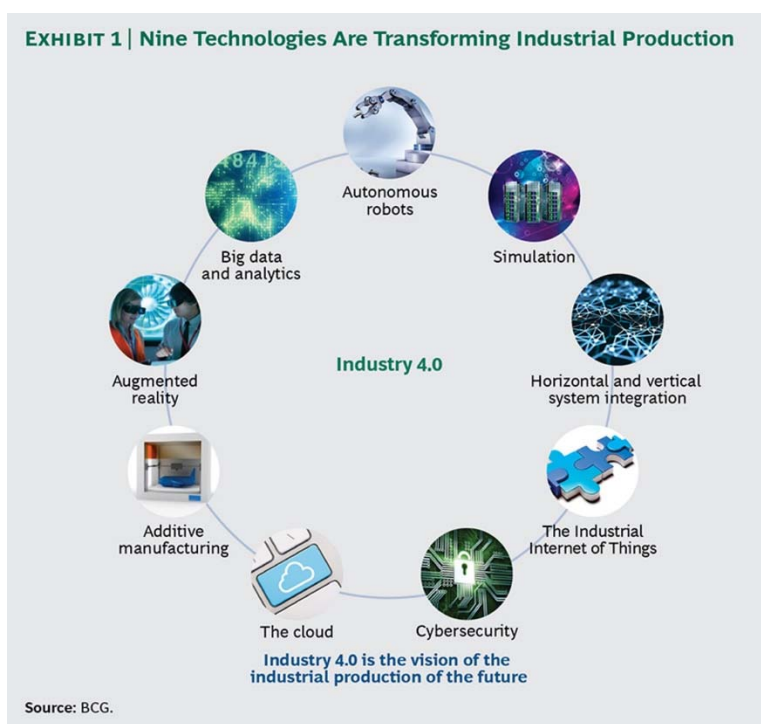 EXHIBIT 1 | Nine Technologies Are Transforming Industrial Production
Autonomous
robots
Simulation
Horizontal and vertical
system integration
The Industrial
Internet of Things
Cybersecurity
The cloud
Additive
manufacturing
Augmented
reality
Big data
and analytics
48415
Industry 4.0
Industry 4.0 is the vision of the
industrial production of the future
Source: BCG.